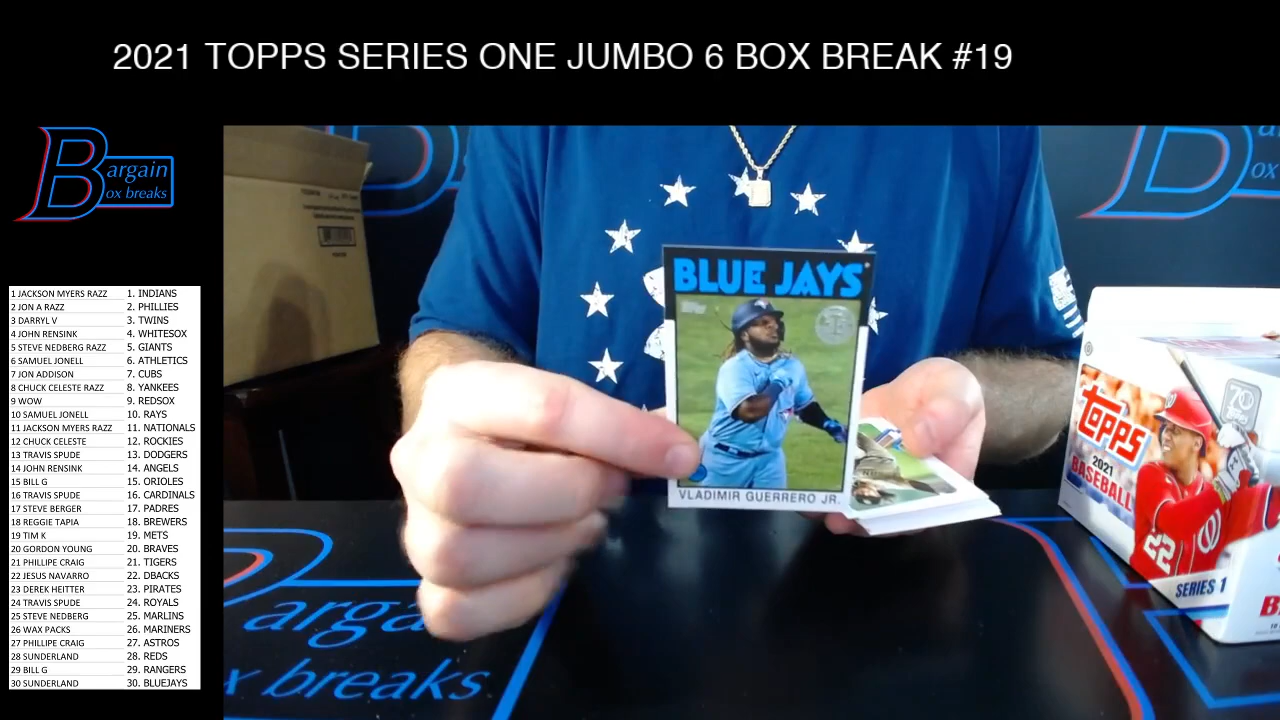 2021 TOPPS SERIES ONE JUMBO 6 BOX BREAK #19
Bargain
Box breaks
1 JACKSON MYERS RAZZ 1. INDIANS
2 JON A RAZZ 2. PHILLIES
3 DARRYL V 3. TWINS
4 JOHN RENSINK 4. WHITESOX
5 STEVE NEDBERG RAZZ 5. GIANTS
6 SAMUEL JONELL 6. ATHLETICS
7 JON ADDISON 7. CUBS
8 CHUCK CELESTE RAZZ 8. YANKEES
9 WOW 9. REDSOX
10 SAMUEL JONELL 10. RAYS
11 JACKSON MYERS RAZZ 11. NATIONALS
12 CHUCK CELESTE 12. ROCKIES
13 TRAVIS SPUDE 13. DODGERS
14 JOHN RENSINK 14. ANGELS
15 BILL G 15. ORIOLES
16 TRAVIS SPUDE 16. CARDINALS
17 STEVE BERGER 17. PADRES
18 REGGIE TAPIA 18. BREWERS
19 TIM K 19. METS
20 GORDON YOUNG 20. BRAVES
21 PHILLIPE CRAIG 21. TIGERS
22 JESUS NAVARRO 22. DBACKS
23 DEREK HEITTER 23. PIRATES
24 TRAVIS SPUDE 24. ROYALS
25 STEVE NEDBERG 25. MARLINS
26 WAX PACKS 26. MARINERS
27 PHILLIPE CRAIG 27. ASTROS
28 SUNDERLAND 28. REDS
29 BILL G 29. RANGERS
30 SUNDERLAND 30. BLUEJAYS
BLUE JAYS
Topps
VLADIMIR GUERRERO JR.
70
TOPPS
2021
BASEBALL
22
SERIES 1
arga
x breaks
ox